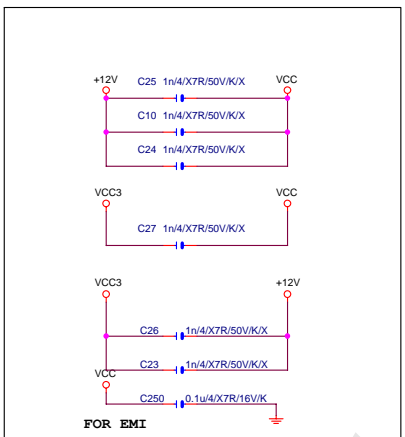 +12V C25 1n/4/X7R/50V/K/X VCC
C10 1n/4/X7R/50V/K/X
C24 1n/4/X7R/50V/K/X
VCC3 VCC
C27 1n/4/X7R/50V/K/X
VCC3 +12V
C26 1n/4/X7R/50V/K/X
C23 1n/4/X7R/50V/K/X
VCC
C250 0.1u/4/X7R/16V/K
FOR EMI